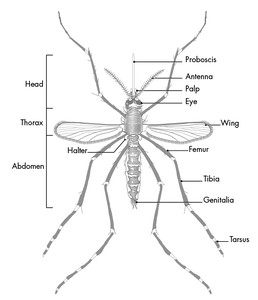 Proboscis
Antenna
Head
Palp
Eye
Thorax
Wing
Halter
Femur
Abdomen
Tibia
Genitalia
Tarsus